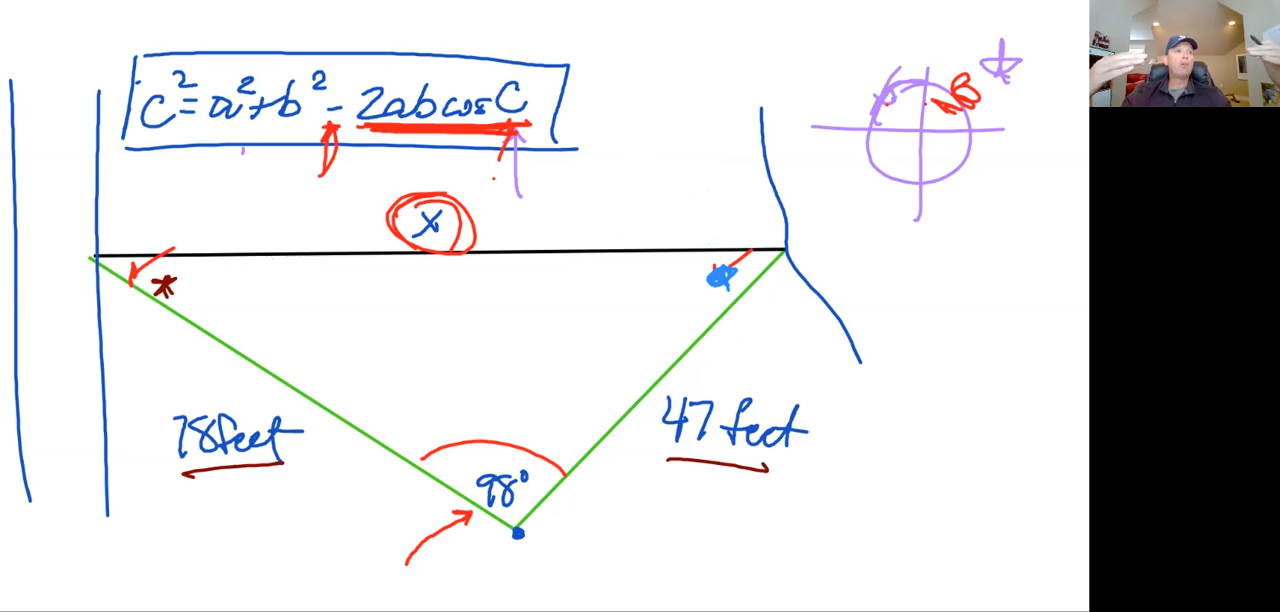 c² = a² + b² - 2abcosC
x
78feet
47 feet
98°